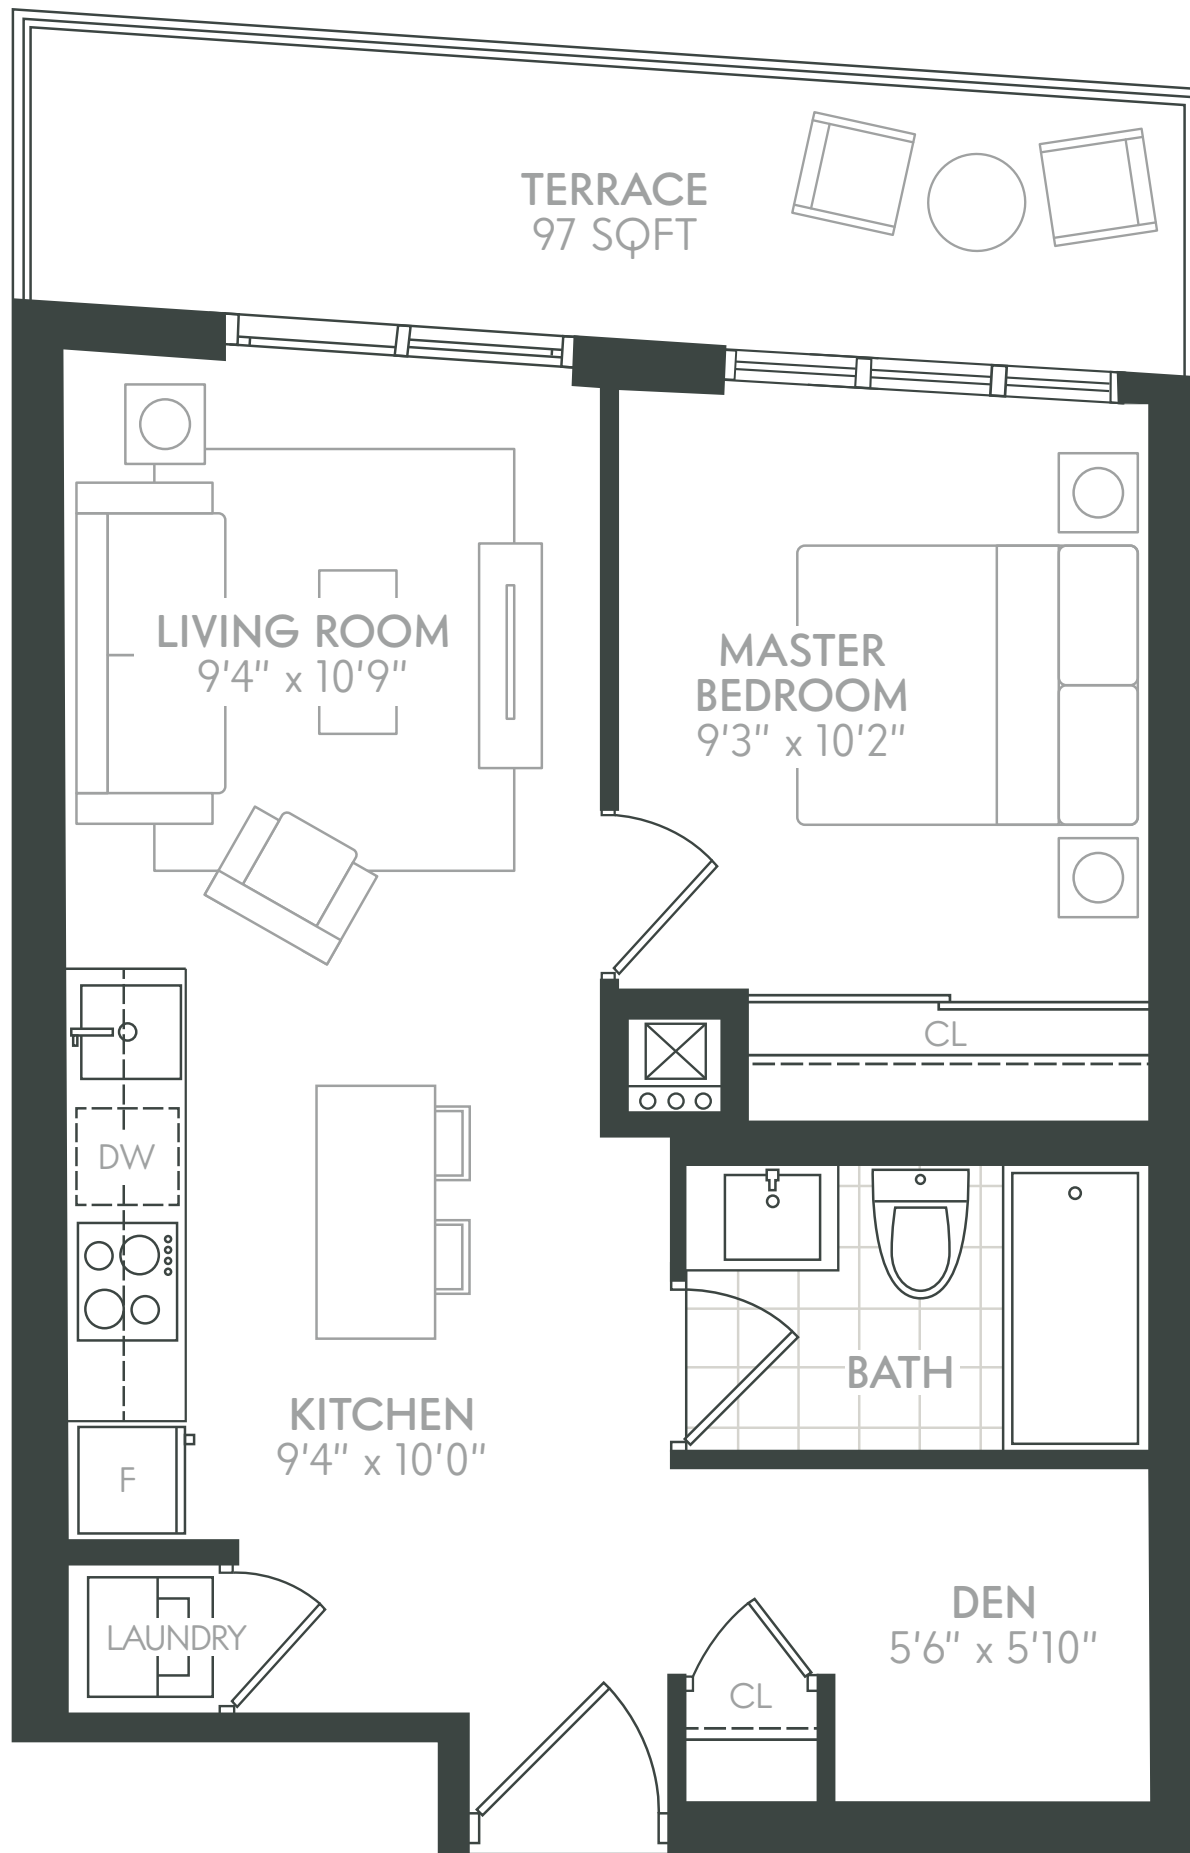 TERRACE
97 SQFT
LIVING ROOM
9'4" x 10'9"
MASTER
BEDROOM
9'3" x 10'2"
CL
DW
BATH
KITCHEN
9'4" x 10'0"
F
LAUNDRY
DEN
5'6" x 5'10"
CL